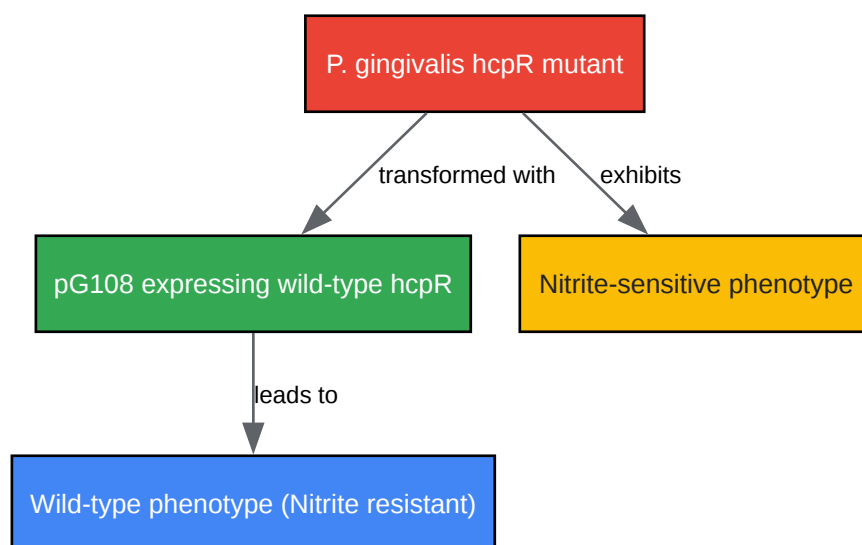 P. gingivalis hcpR mutant
transformed with
exhibits
pG108 expressing wild-type hcpR
Nitrite-sensitive phenotype
leads to
Wild-type phenotype (Nitrite resistant)